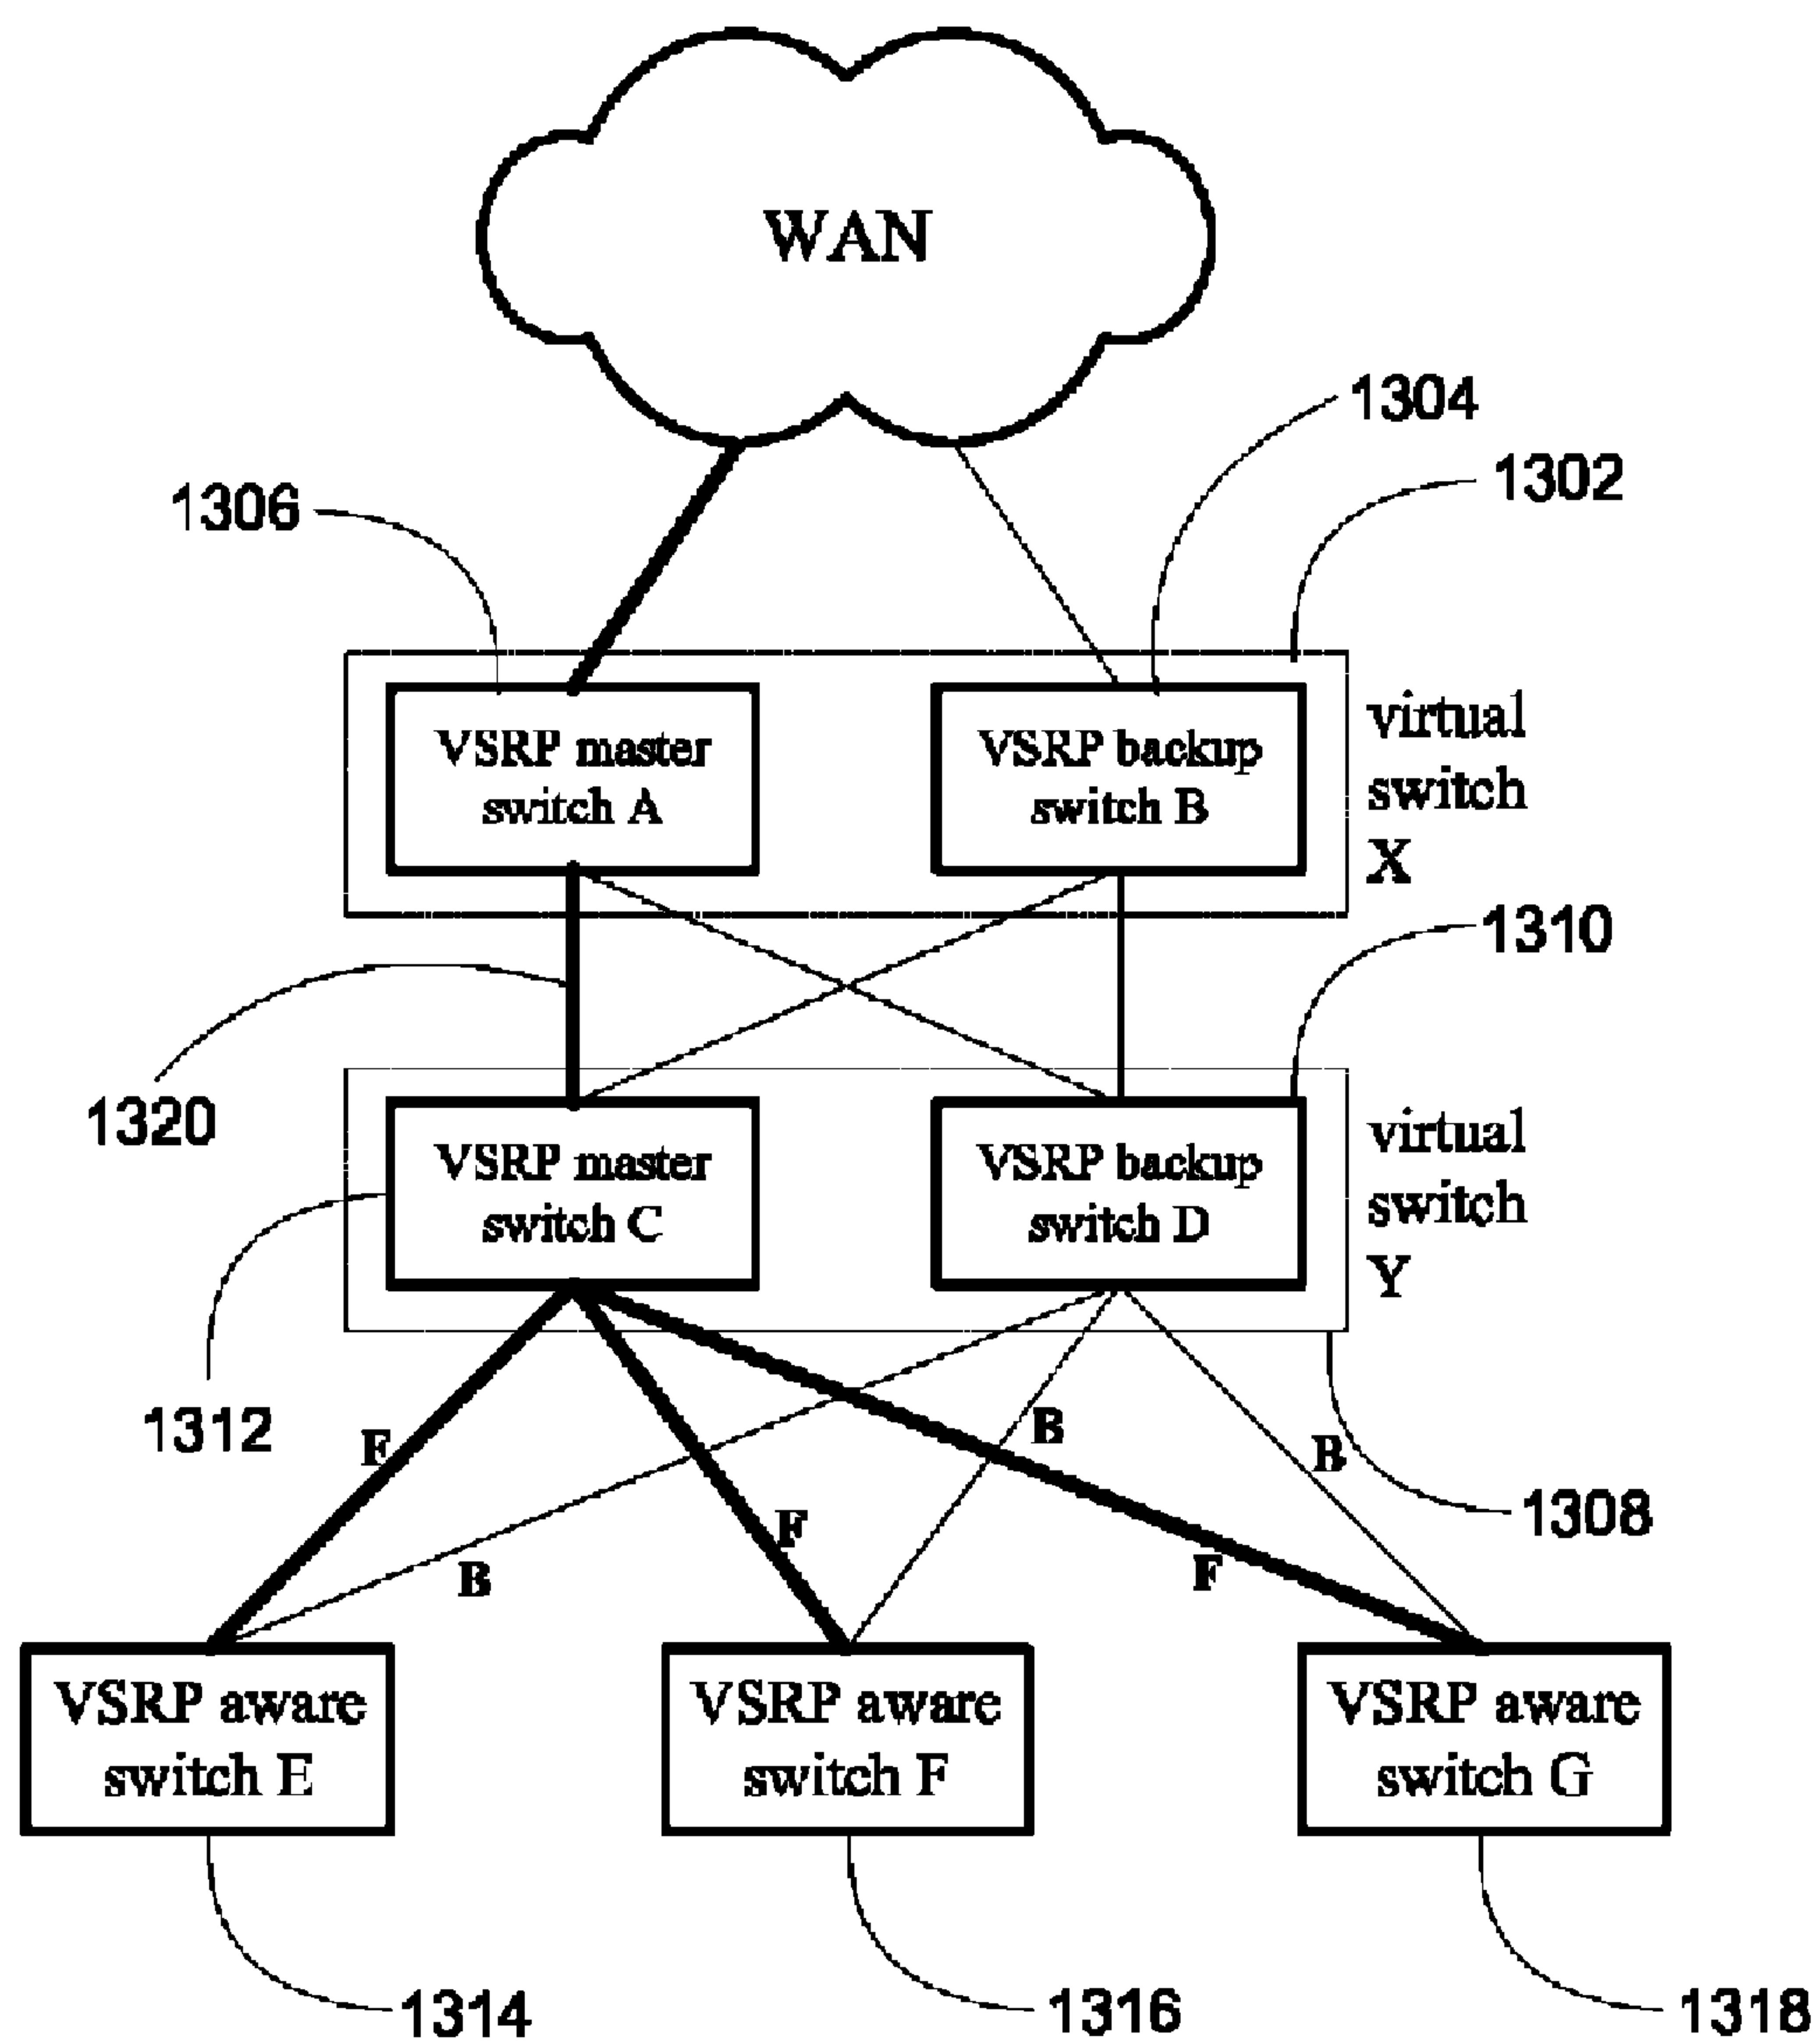 WAN
1304
1302
1306
VSRP master
switch A
VSRP backup
switch B
virtual
switch
X
1310
1320
VSRP master
switch C
VSRP backup
switch D
virtual
switch
Y
1312
F
B
B
1308
F
B
F
VSRP aware
switch E
VSRP aware
switch F
VSRP aware
switch G
1314
1316
1318